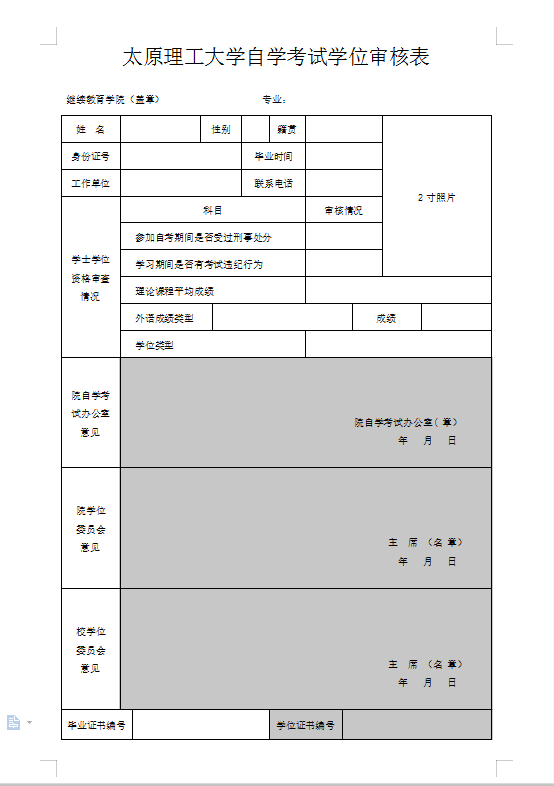 太原理工大学自学考试学位审核表
继续教育学院（盖章） 专业：
姓 名 性别 籍贯
身份证号 毕业时间
工作单位 联系电话
2 寸照片
学士学位
资格审查
情况
科目 审核情况
参加自考期间是否受过刑事处分
学习期间是否有考试违纪行为
理论课程平均成绩
外语成绩类型 成绩
学位类型
院自学考
试办公室
意见
院自学考试办公室( 章）
年 月 日
院学位
委员会
意见
主 席 （名 章）
年 月 日
校学位
委员会
意见
主 席 （名 章）
年 月 日
毕业证书编号 学位证书编号